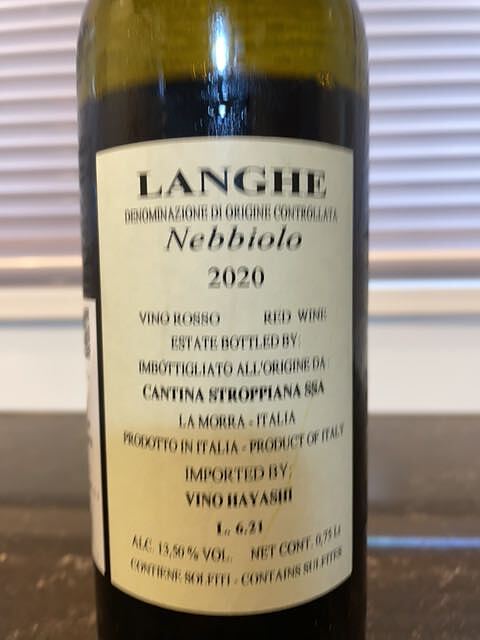 LANGHE
DENOMINAZIONE DI ORIGINE CONTROLLATA
Nebbiolo
2020
VINO ROSSO RED WINE
ESTATE BOTTLED BY:
IMBOTTIGLIATO ALL'ORIGINE DA:
CANTINA STROPPIANA SSA
LA MORRA - ITALIA
PRODOTTO IN ITALIA - PRODUCT OF ITALY
IMPORTED BY:
VINO HAYASHI
L. 6.21
ALC. 13,50 % VOL. NET CONT. 0,75 Lt
CONTIENE SOLFITI - CONTAINS SULFITES